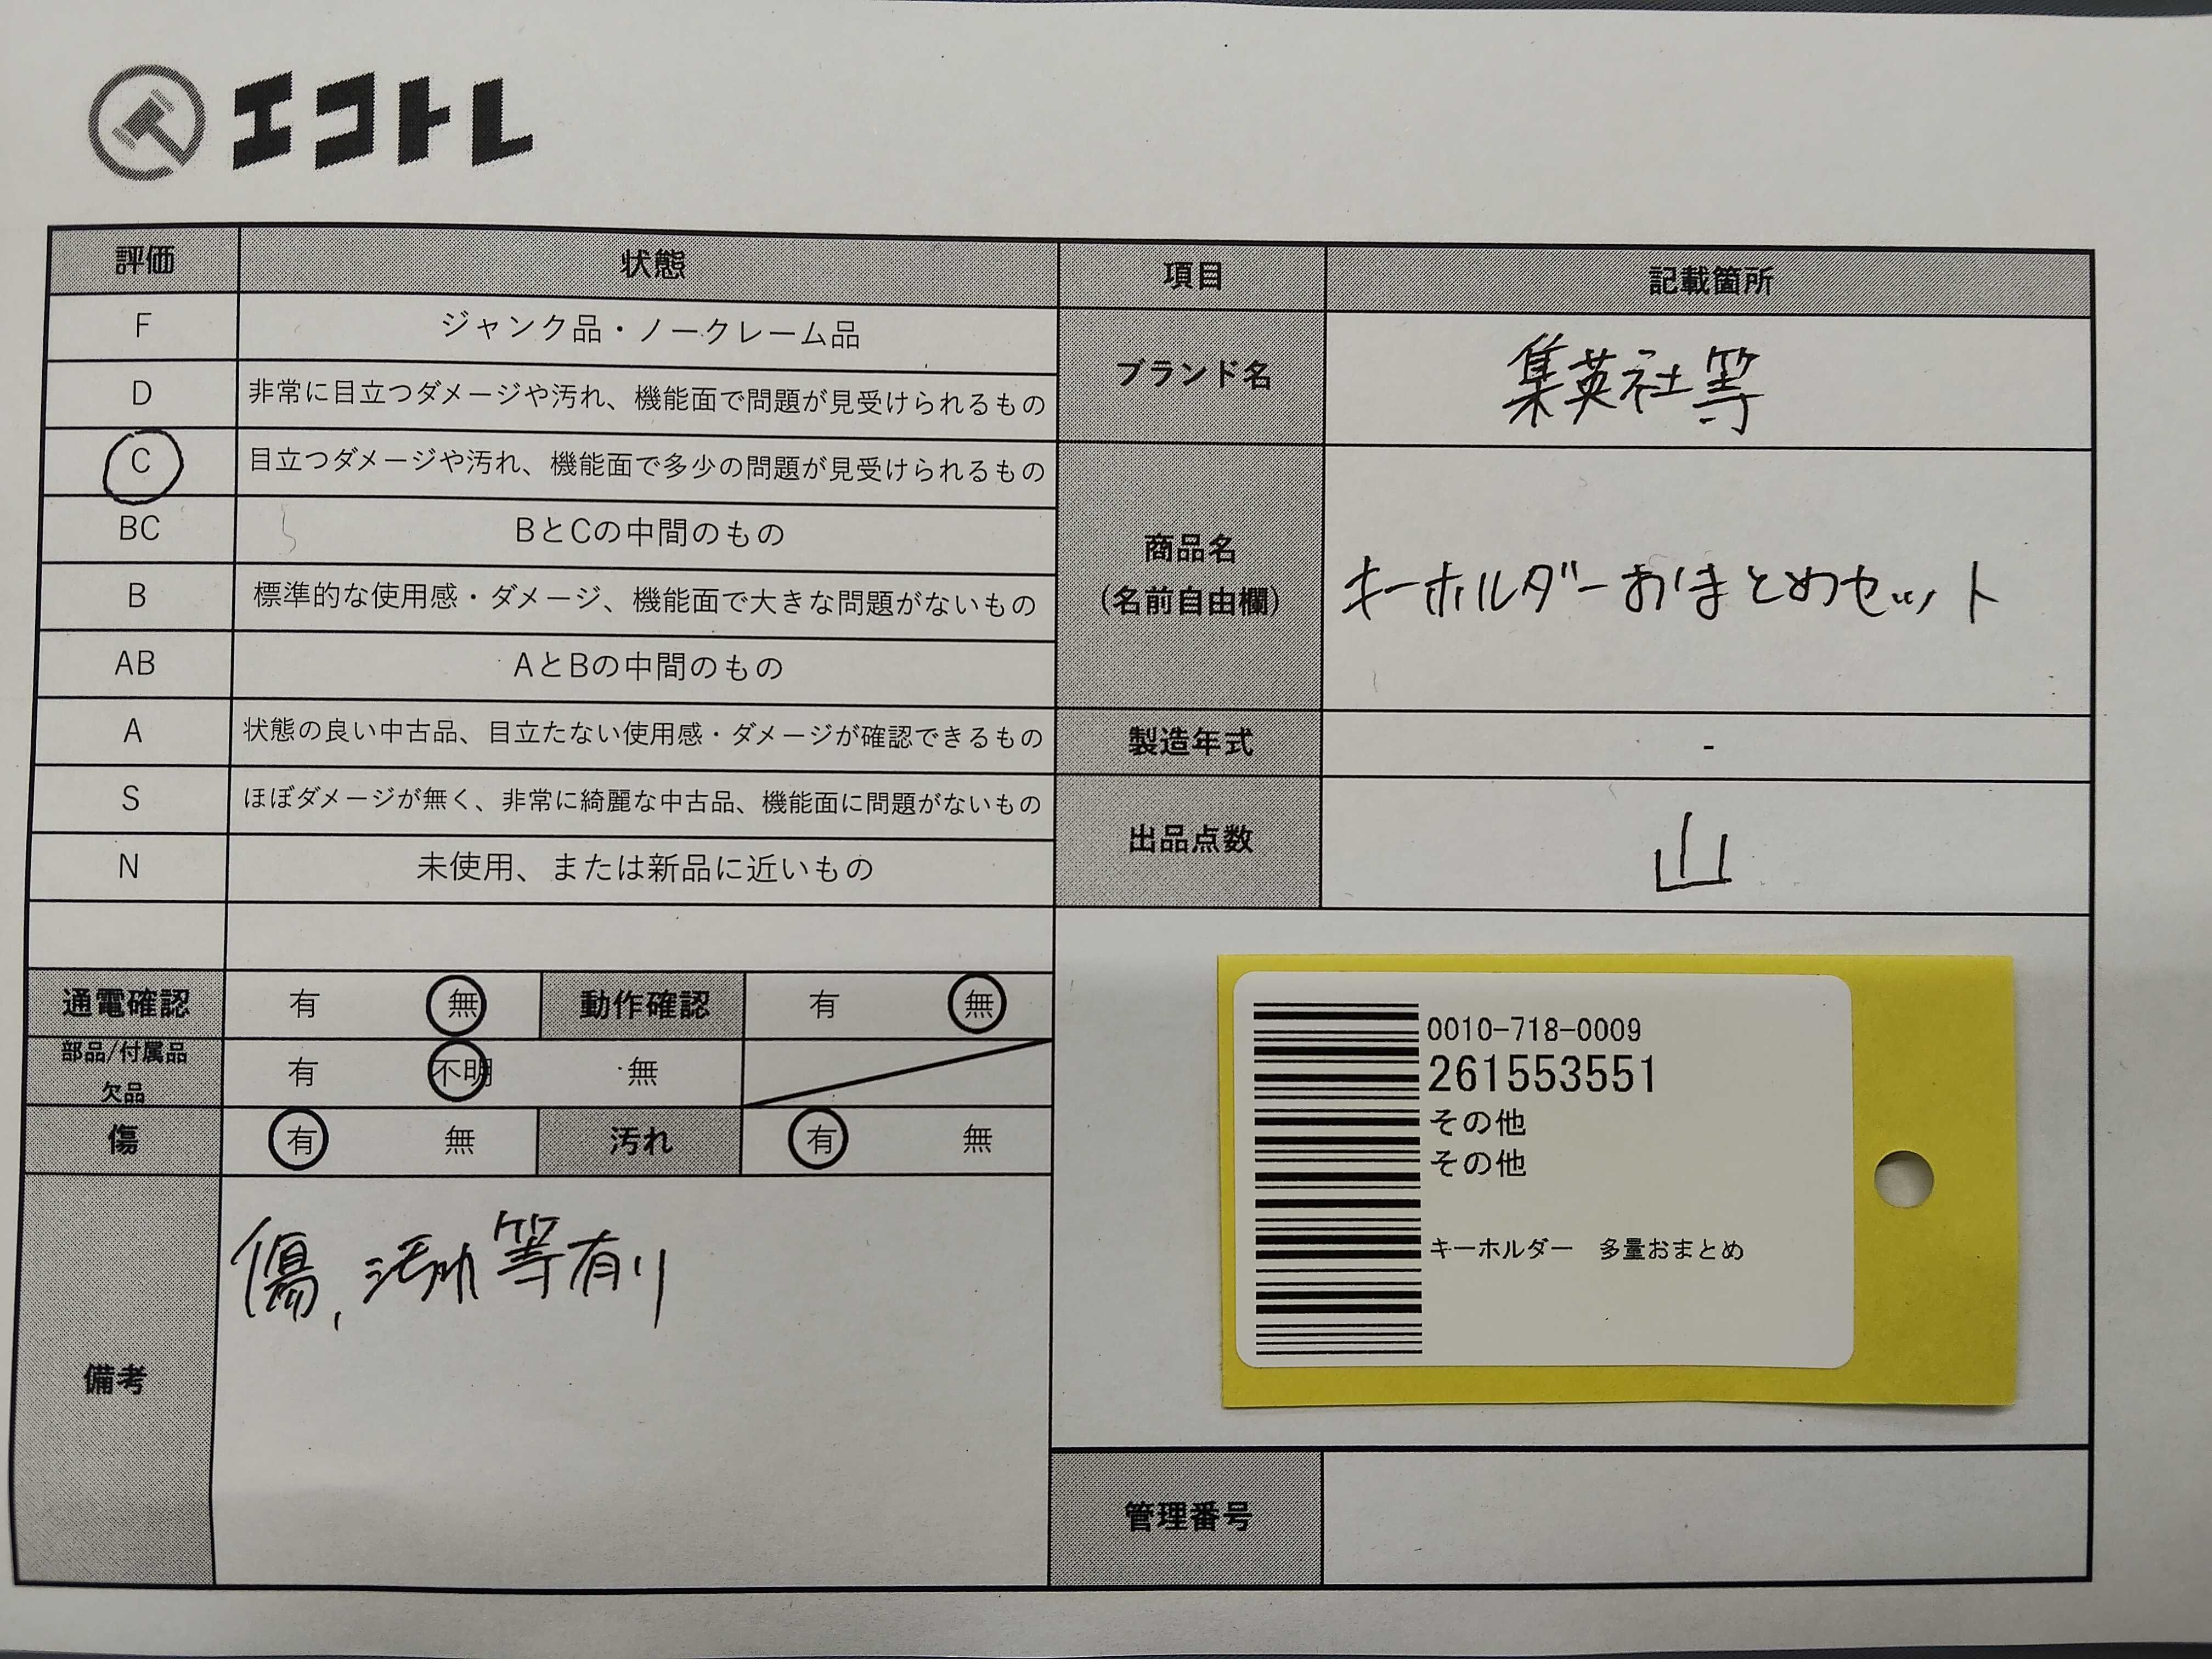 エコトレ
評価 状態
F ジャンク品・ノークレーム品
D 非常に目立つダメージや汚れ、機能面で問題が見受けられるもの
C 目立つダメージや汚れ、機能面で多少の問題が見受けられるもの
BC BとCの中間のもの
B 標準的な使用感・ダメージ、機能面で大きな問題がないもの
AB AとBの中間のもの
A 状態の良い中古品、目立たない使用感・ダメージが確認できるもの
S ほぼダメージが無く、非常に綺麗な中古品、機能面に問題がないもの
N 未使用、または新品に近いもの
通電確認 有 無 動作確認 有 無
部品/付属品
欠品 有 不明 無
傷 有 無 汚れ 有 無
備考 傷、汚れ等有り
項目 記載箇所
ブランド名 集英社等
商品名
(名前自由欄) キーホルダーおまとめセット
製造年式 -
出品点数 山
0010-718-0009
261553551
その他
その他
キーホルダー 多量おまとめ
管理番号